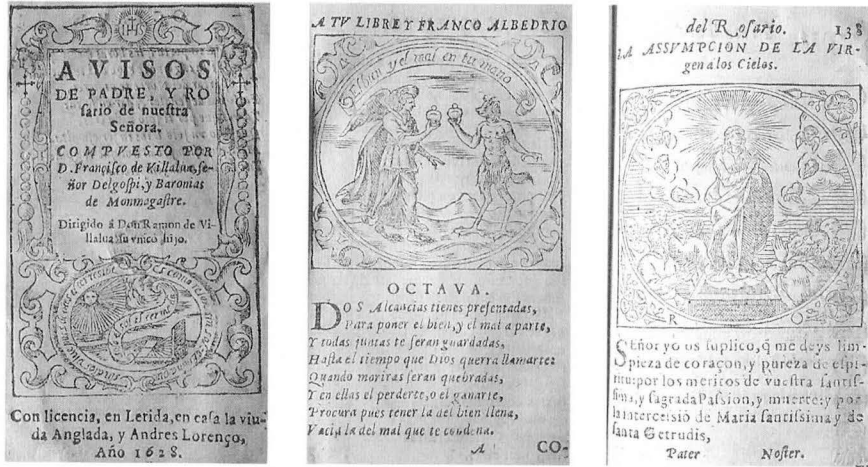 IHS
AVISOS
DE PADRE, Y RO
ſario de nueſtra
Señora.
COMPVESTO POR
D. Franciſco de Villalua, ſe-
ñor Delgoſpi, y Baronias
de Monmagaſtre.
Dirigido á Don Ramon de Vi-
llalua ſu vnico hijo.
Con licencia, en Lerida, en caſa la viu-
da Anglada, y Andres Lorenço,
Año 1628.
A TV LIBRE Y FRANCO ALBEDRIO
El bien y el mal en tu mano
OCTAVA.
DOS Alcancias tienes preſentadas,
Para poner el bien, y el mal a parte,
Y todas juntas te ſeran guardadas,
Haſta el tiempo que Dios querra llamarte:
Quando moriras ſeran quebradas,
Y en ellas el perderte, o el ganarte,
Procura pues tener la del bien llena,
Vacia la del mal que te condena.
A CO-
del Roſario. 138
LA ASSVMPCION DE LA VIR-
gen a los Cielos.
R
SEñor yo os ſuplico, q̃ me deys lim-
pieza de coraçon, y pureza de eſpi-
ritu: por los meritos de vueſtra ſantiſ-
ſima, y ſagrada Paſsion, y muerte: y por
la interceſsiõ de Maria ſantiſsima y de
ſanta Getrudis,
Pater Noſter.